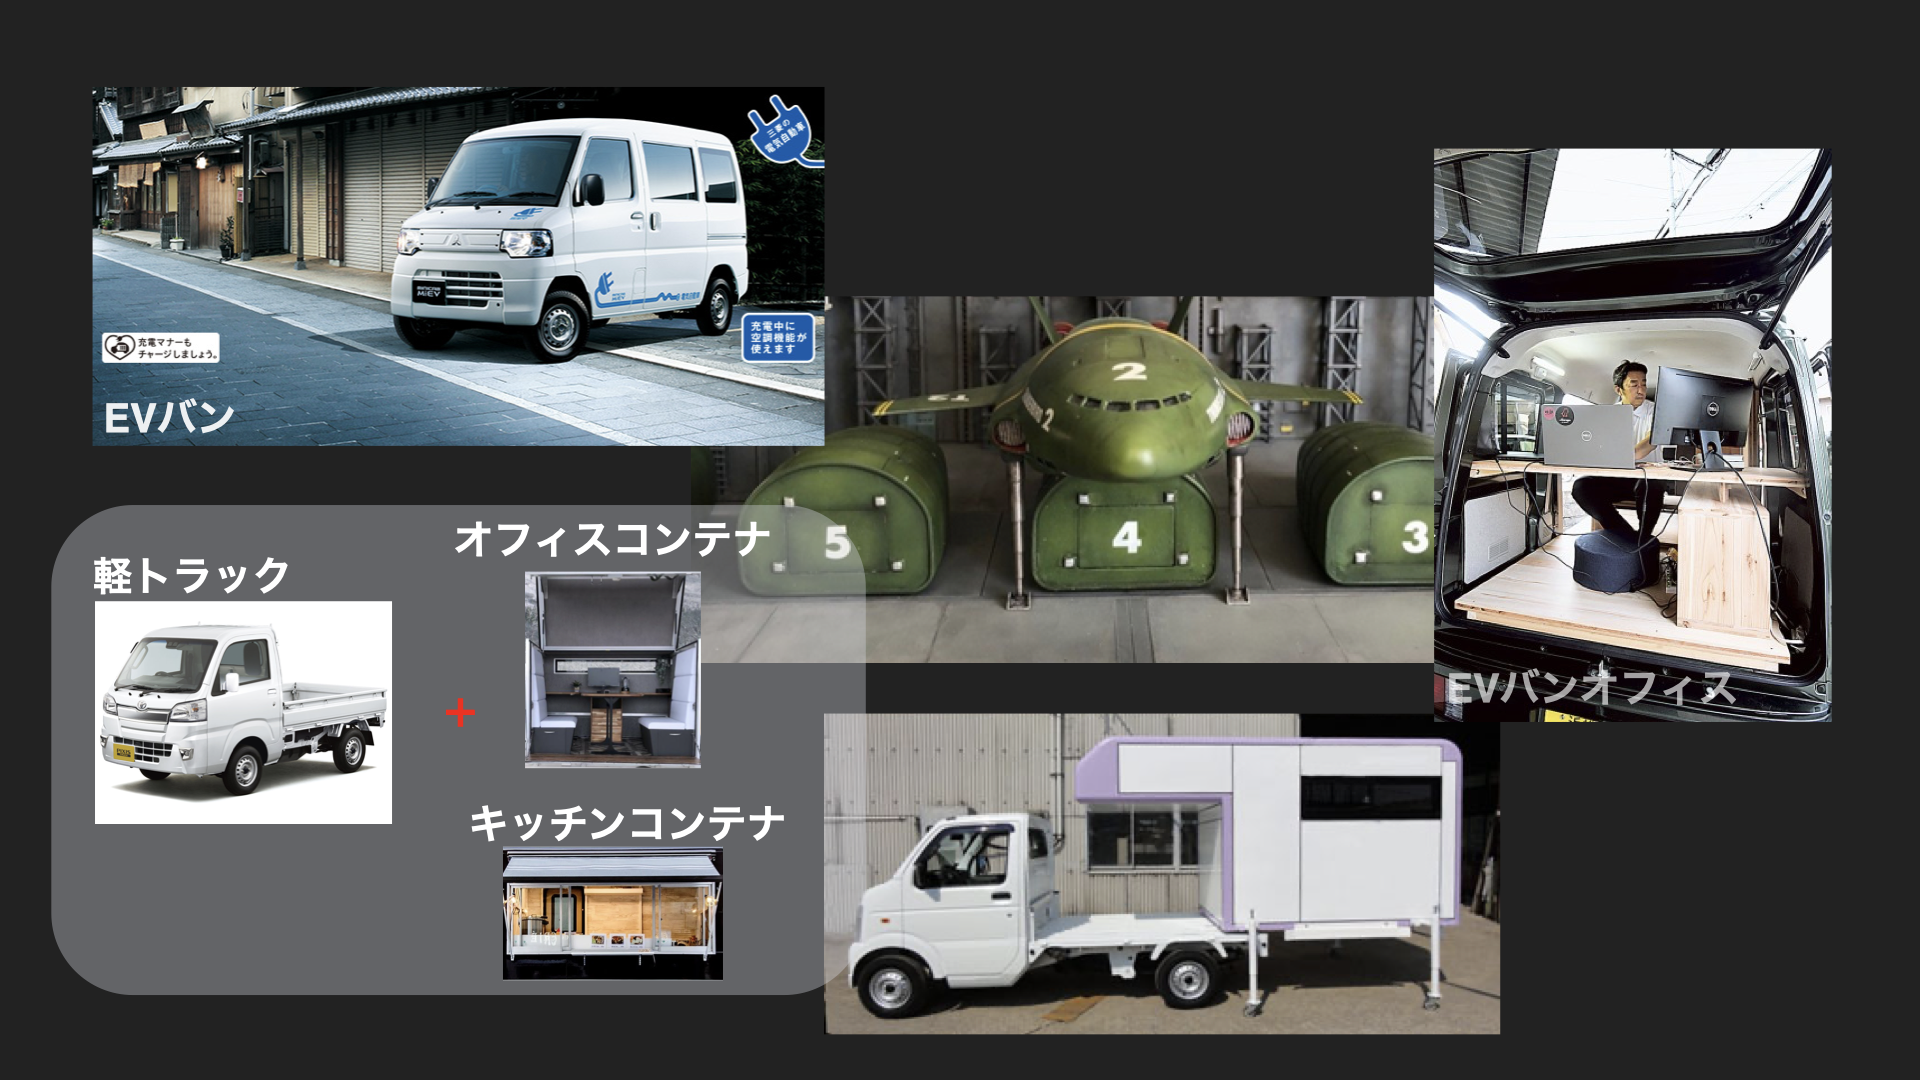 三菱の
電気自動車
充電マナーも
チャージしましょう。
充電中に
空調機能が
使えます
EVバン
2
2
5
4
3
オフィスコンテナ
軽トラック
+
キッチンコンテナ
EVバンオフィス
DELL